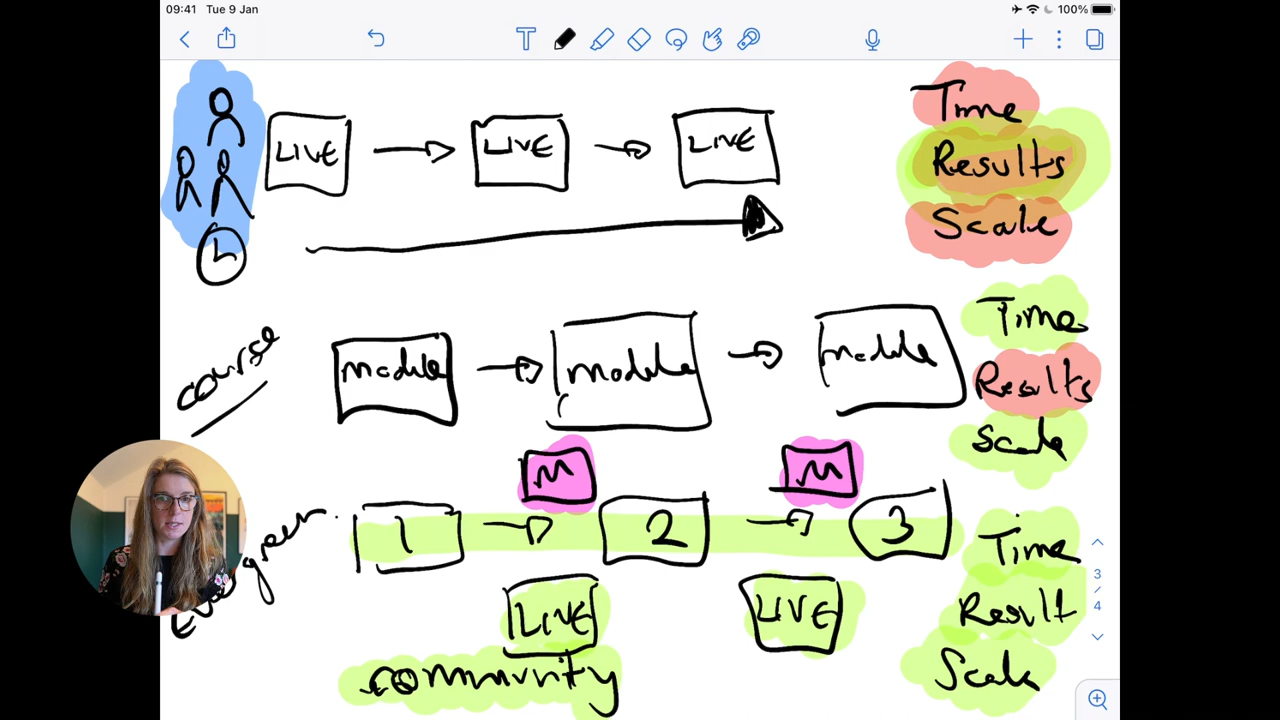 09:41 Tue 9 Jan
100%
LIVE LIVE LIVE
Time
Results
Scale
course
module module module
Time
Results
Scale
M M
Evergreen
1 2 3
LIVE LIVE
community
Time
Result
Scale
3
/
4